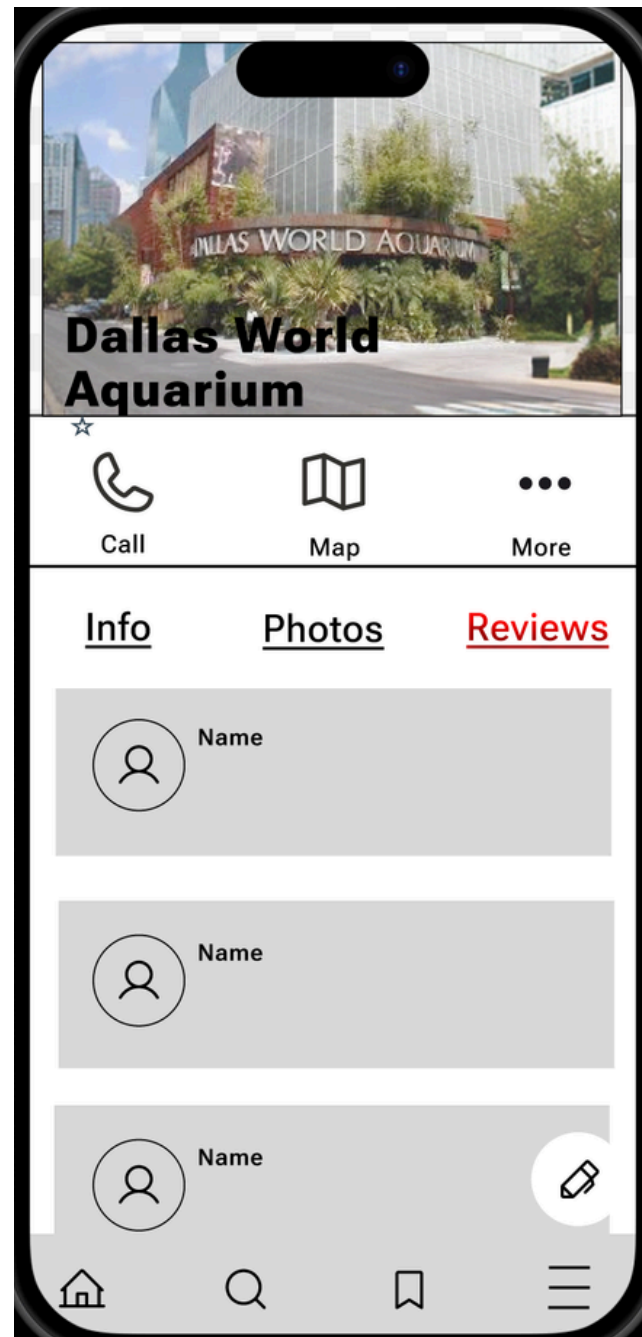 DALLAS WORLD AQUARIUM
Dallas World
Aquarium
Call
Map
More
Info
Photos
Reviews
Name
Name
Name